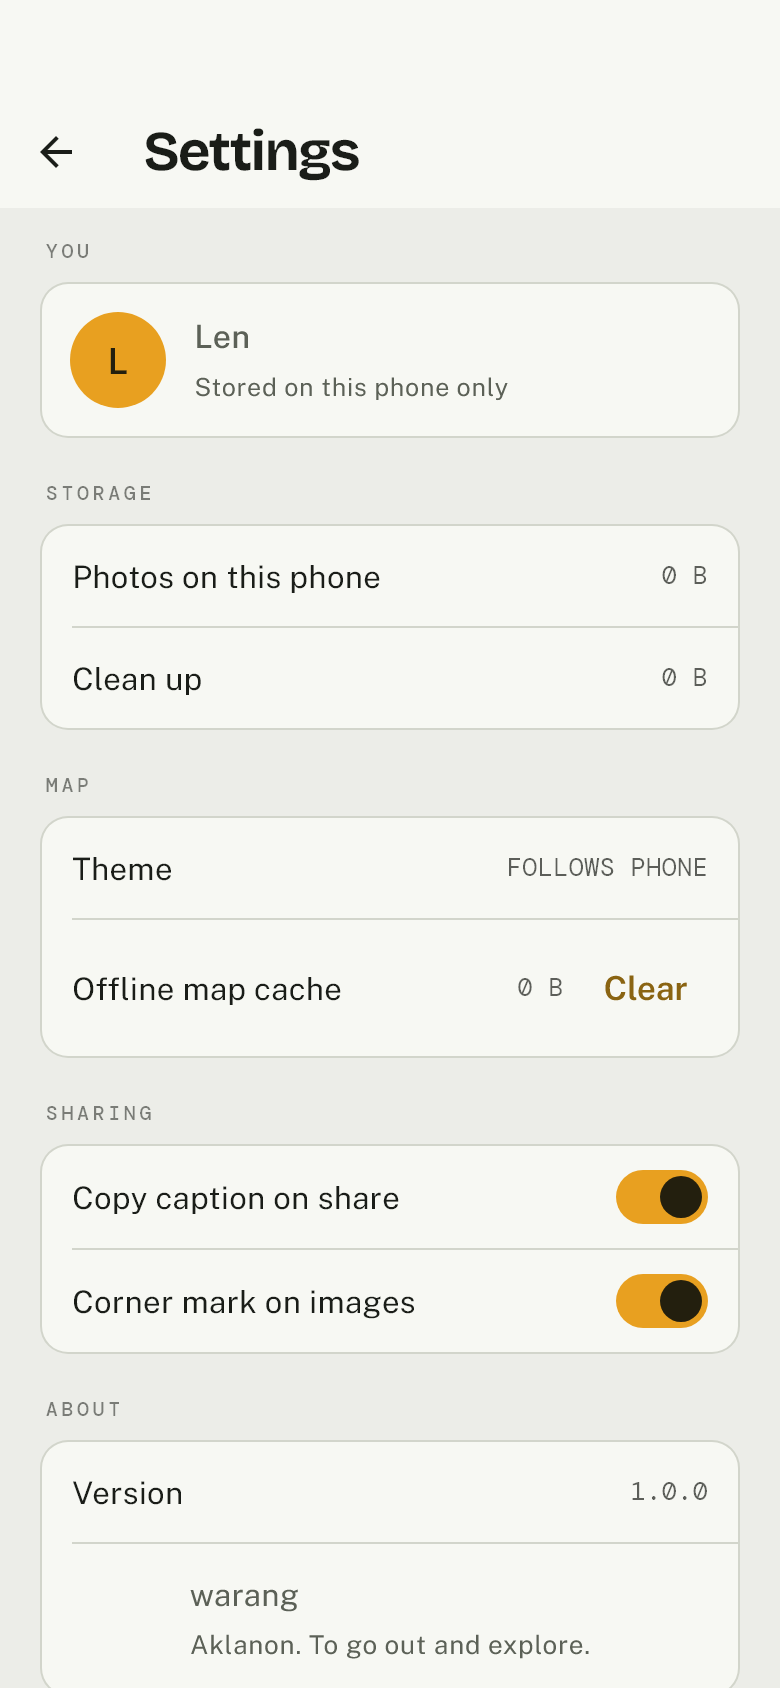 Settings
YOU
L
Len
Stored on this phone only
STORAGE
Photos on this phone 0 B
Clean up 0 B
MAP
Theme FOLLOWS PHONE
Offline map cache 0 B Clear
SHARING
Copy caption on share
Corner mark on images
ABOUT
Version 1.0.0
warang
Aklanon. To go out and explore.